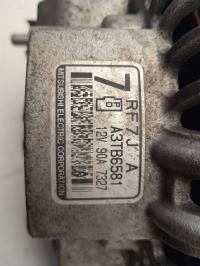 7
B
RF7J A
A3TB6581
12V 90A 7327
MITSUBISHI ELECTRIC CORPORATION